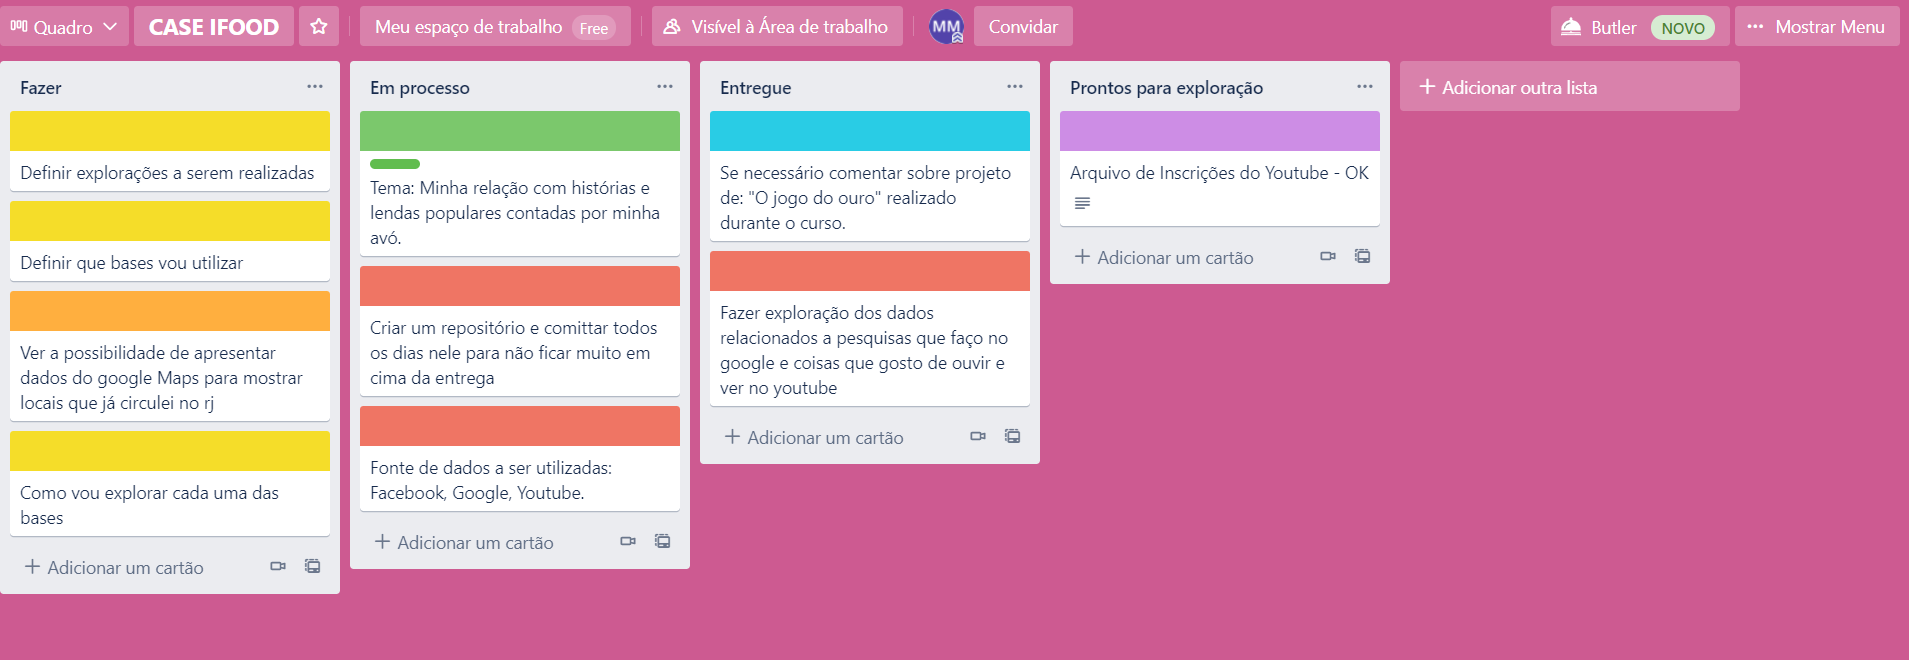 Quadro
CASE IFOOD
Meu espaço de trabalho Free
Visível à Área de trabalho
MM
Convidar
Butler NOVO
··· Mostrar Menu
Fazer ···
Definir explorações a serem realizadas
Definir que bases vou utilizar
Ver a possibilidade de apresentar
dados do google Maps para mostrar
locais que já circulei no rj
Como vou explorar cada uma das
bases
+ Adicionar um cartão
Em processo ···
Tema: Minha relação com histórias e
lendas populares contadas por minha
avó.
Criar um repositório e comittar todos
os dias nele para não ficar muito em
cima da entrega
Fonte de dados a ser utilizadas:
Facebook, Google, Youtube.
+ Adicionar um cartão
Entregue ···
Se necessário comentar sobre projeto
de: "O jogo do ouro" realizado
durante o curso.
Fazer exploração dos dados
relacionados a pesquisas que faço no
google e coisas que gosto de ouvir e
ver no youtube
+ Adicionar um cartão
Prontos para exploração ···
Arquivo de Inscrições do Youtube - OK
+ Adicionar um cartão
+ Adicionar outra lista